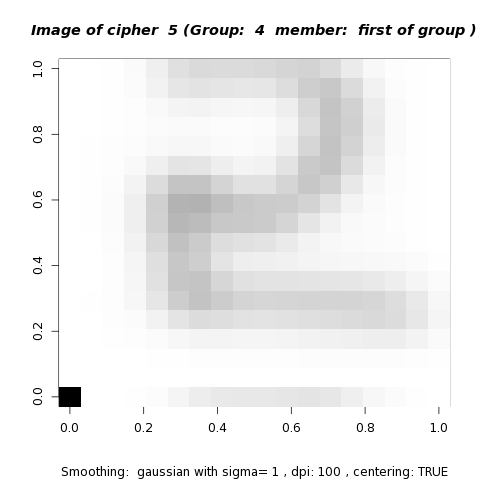 Image of cipher 5 (Group: 4 member: first of group )
1.0
0.8
0.6
0.4
0.2
0.0
0.0 0.2 0.4 0.6 0.8 1.0
Smoothing: gaussian with sigma= 1 , dpi: 100 , centering: TRUE